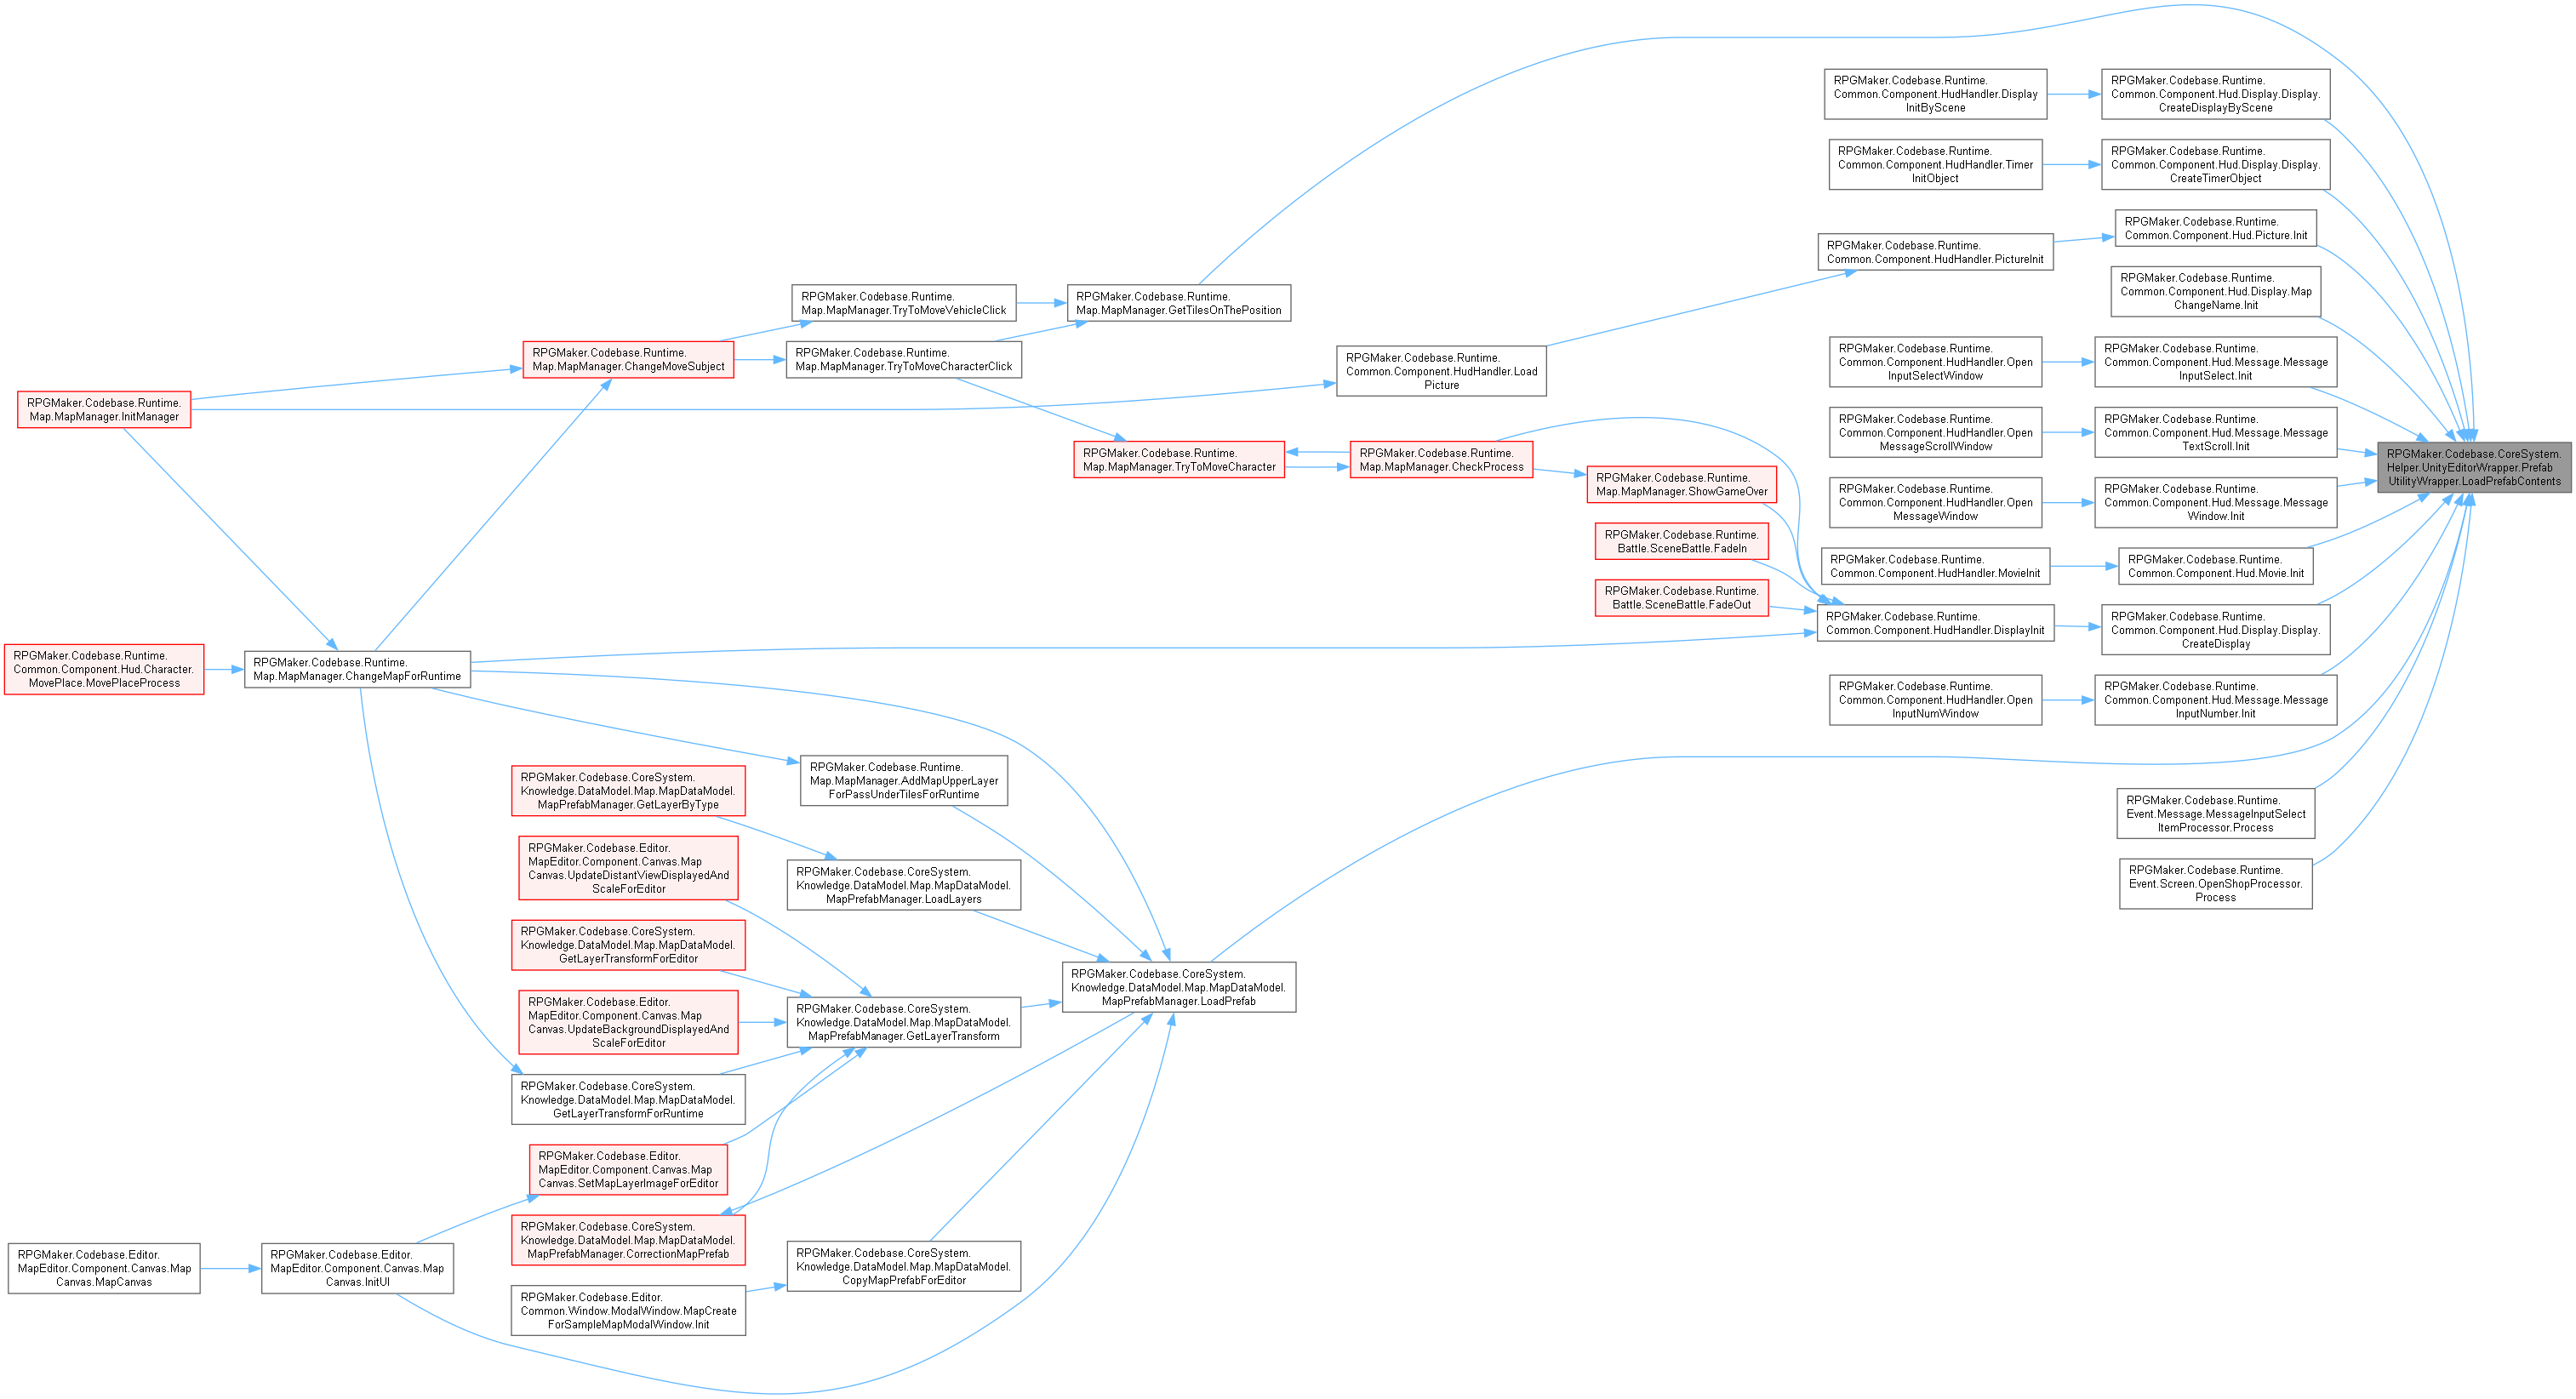 RPGMaker.Codebase.Runtime.
Common.Component.HudHandler.Display
InitByScene
RPGMaker.Codebase.Runtime.
Common.Component.Hud.Display.Display.
CreateDisplayByScene
RPGMaker.Codebase.Runtime.
Common.Component.HudHandler.Timer
InitObject
RPGMaker.Codebase.Runtime.
Common.Component.Hud.Display.Display.
CreateTimerObject
RPGMaker.Codebase.Runtime.
Common.Component.Hud.Picture.Init
RPGMaker.Codebase.Runtime.
Common.Component.HudHandler.PictureInit
RPGMaker.Codebase.Runtime.
Common.Component.Hud.Display.Map
ChangeName.Init
RPGMaker.Codebase.Runtime.
Map.MapManager.TryToMoveVehicleClick
RPGMaker.Codebase.Runtime.
Map.MapManager.GetTilesOnThePosition
RPGMaker.Codebase.Runtime.
Map.MapManager.ChangeMoveSubject
RPGMaker.Codebase.Runtime.
Map.MapManager.TryToMoveCharacterClick
RPGMaker.Codebase.Runtime.
Common.Component.HudHandler.Load
Picture
RPGMaker.Codebase.Runtime.
Common.Component.HudHandler.Open
InputSelectWindow
RPGMaker.Codebase.Runtime.
Common.Component.Hud.Message.Message
InputSelect.Init
RPGMaker.Codebase.Runtime.
Map.MapManager.InitManager
RPGMaker.Codebase.Runtime.
Common.Component.HudHandler.Open
MessageScrollWindow
RPGMaker.Codebase.Runtime.
Common.Component.Hud.Message.Message
TextScroll.Init
RPGMaker.Codebase.Runtime.
Map.MapManager.TryToMoveCharacter
RPGMaker.Codebase.Runtime.
Map.MapManager.CheckProcess
RPGMaker.Codebase.CoreSystem.
Helper.UnityEditorWrapper.Prefab
UtilityWrapper.LoadPrefabContents
RPGMaker.Codebase.Runtime.
Map.MapManager.ShowGameOver
RPGMaker.Codebase.Runtime.
Common.Component.HudHandler.Open
MessageWindow
RPGMaker.Codebase.Runtime.
Common.Component.Hud.Message.Message
Window.Init
RPGMaker.Codebase.Runtime.
Battle.SceneBattle.FadeIn
RPGMaker.Codebase.Runtime.
Common.Component.HudHandler.MovieInit
RPGMaker.Codebase.Runtime.
Common.Component.Hud.Movie.Init
RPGMaker.Codebase.Runtime.
Battle.SceneBattle.FadeOut
RPGMaker.Codebase.Runtime.
Common.Component.HudHandler.DisplayInit
RPGMaker.Codebase.Runtime.
Common.Component.Hud.Display.Display.
CreateDisplay
RPGMaker.Codebase.Runtime.
Common.Component.Hud.Character.
MovePlace.MovePlaceProcess
RPGMaker.Codebase.Runtime.
Map.MapManager.ChangeMapForRuntime
RPGMaker.Codebase.Runtime.
Common.Component.HudHandler.Open
InputNumWindow
RPGMaker.Codebase.Runtime.
Common.Component.Hud.Message.Message
InputNumber.Init
RPGMaker.Codebase.CoreSystem.
Knowledge.DataModel.Map.MapDataModel.
MapPrefabManager.GetLayerByType
RPGMaker.Codebase.Runtime.
Map.MapManager.AddMapUpperLayer
ForPassUnderTilesForRuntime
RPGMaker.Codebase.Runtime.
Event.Message.MessageInputSelect
ItemProcessor.Process
RPGMaker.Codebase.Editor.
MapEditor.Component.Canvas.Map
Canvas.UpdateDistantViewDisplayedAnd
ScaleForEditor
RPGMaker.Codebase.CoreSystem.
Knowledge.DataModel.Map.MapDataModel.
MapPrefabManager.LoadLayers
RPGMaker.Codebase.Runtime.
Event.Screen.OpenShopProcessor.
Process
RPGMaker.Codebase.CoreSystem.
Knowledge.DataModel.Map.MapDataModel.
GetLayerTransformForEditor
RPGMaker.Codebase.CoreSystem.
Knowledge.DataModel.Map.MapDataModel.
MapPrefabManager.LoadPrefab
RPGMaker.Codebase.Editor.
MapEditor.Component.Canvas.Map
Canvas.UpdateBackgroundDisplayedAnd
ScaleForEditor
RPGMaker.Codebase.CoreSystem.
Knowledge.DataModel.Map.MapDataModel.
MapPrefabManager.GetLayerTransform
RPGMaker.Codebase.CoreSystem.
Knowledge.DataModel.Map.MapDataModel.
GetLayerTransformForRuntime
RPGMaker.Codebase.Editor.
MapEditor.Component.Canvas.Map
Canvas.SetMapLayerImageForEditor
RPGMaker.Codebase.CoreSystem.
Knowledge.DataModel.Map.MapDataModel.
MapPrefabManager.CorrectionMapPrefab
RPGMaker.Codebase.Editor.
MapEditor.Component.Canvas.Map
Canvas.MapCanvas
RPGMaker.Codebase.Editor.
MapEditor.Component.Canvas.Map
Canvas.InitUI
RPGMaker.Codebase.CoreSystem.
Knowledge.DataModel.Map.MapDataModel.
CopyMapPrefabForEditor
RPGMaker.Codebase.Editor.
Common.Window.ModalWindow.MapCreate
ForSampleMapModalWindow.Init